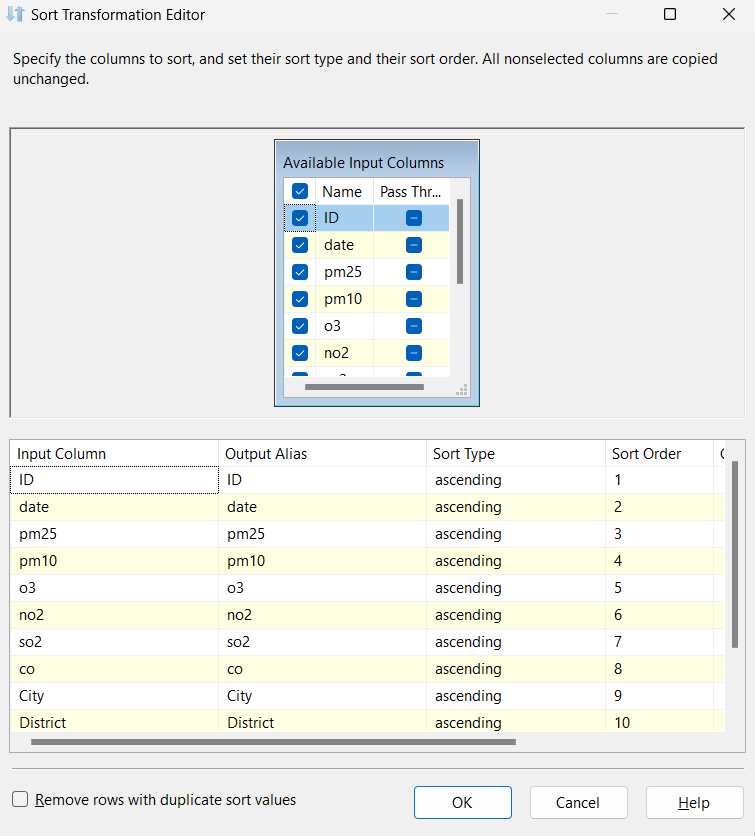 Sort Transformation Editor
Specify the columns to sort, and set their sort type and their sort order. All nonselected columns are copied
unchanged.
Available Input Columns
Name Pass Thr...
ID
date
pm25
pm10
o3
no2
Input Column Output Alias Sort Type Sort Order
ID ID ascending 1
date date ascending 2
pm25 pm25 ascending 3
pm10 pm10 ascending 4
o3 o3 ascending 5
no2 no2 ascending 6
so2 so2 ascending 7
co co ascending 8
City City ascending 9
District District ascending 10
Remove rows with duplicate sort values
OK Cancel Help